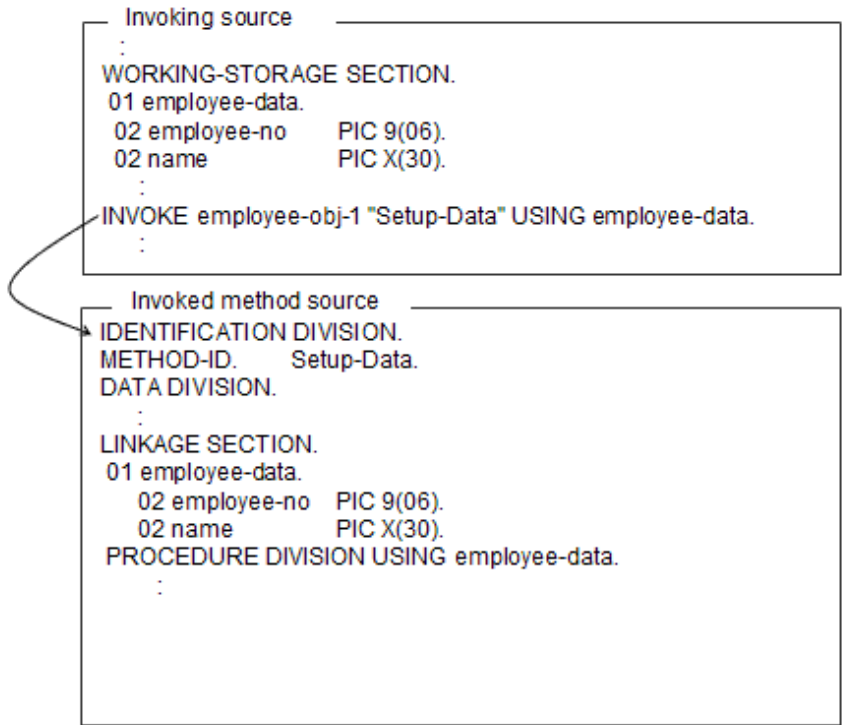 Invoking source
:
WORKING-STORAGE SECTION.
01 employee-data.
02 employee-no PIC 9(06).
02 name PIC X(30).
:
INVOKE employee-obj-1 "Setup-Data" USING employee-data.
:
Invoked method source
IDENTIFICATION DIVISION.
METHOD-ID. Setup-Data.
DATA DIVISION.
:
LINKAGE SECTION.
01 employee-data.
02 employee-no PIC 9(06).
02 name PIC X(30).
PROCEDURE DIVISION USING employee-data.
: